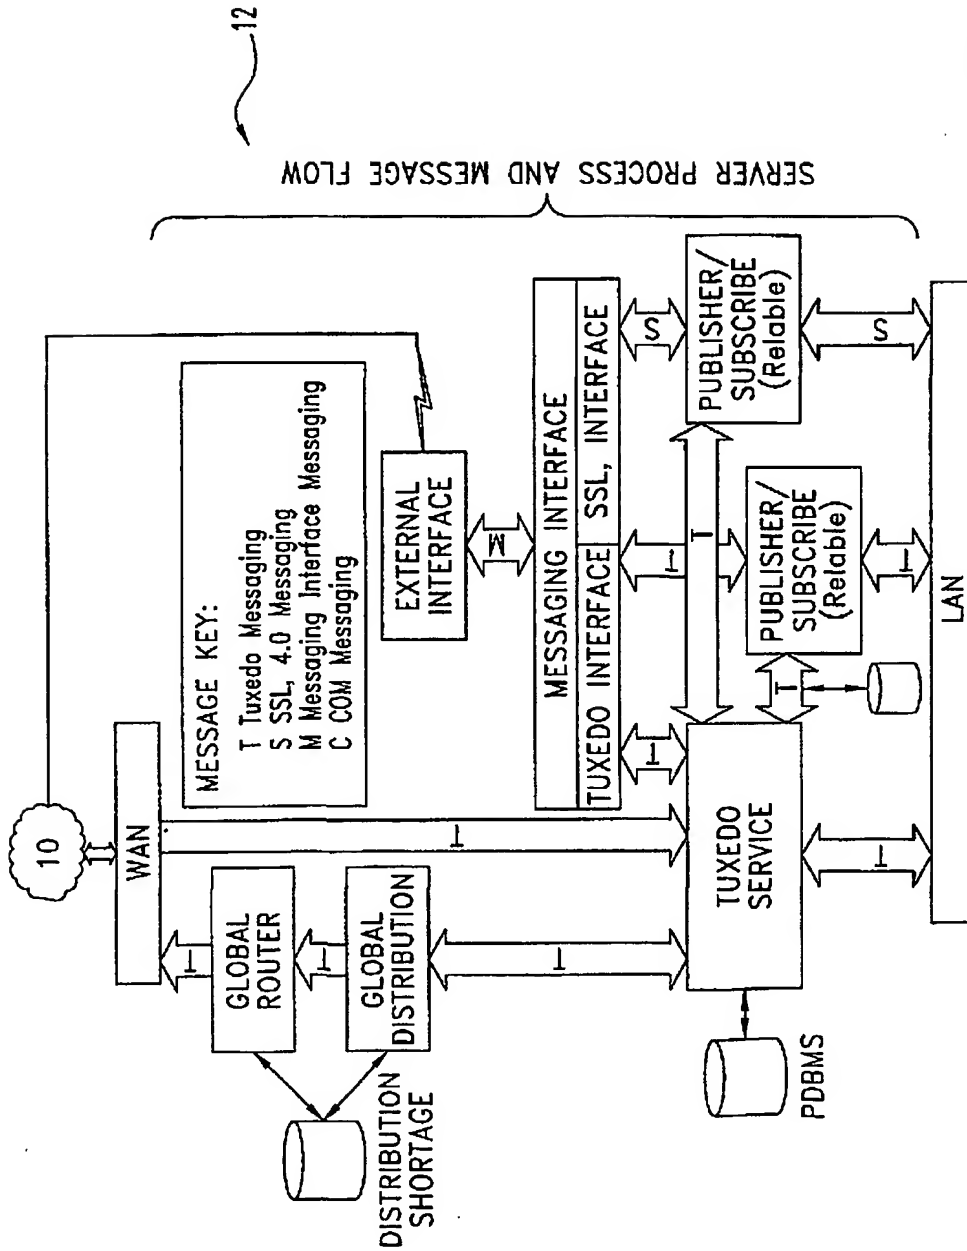 12
SERVER PROCESS AND MESSAGE FLOW
10
WAN
MESSAGE KEY:
T Tuxedo Messaging
S SSL, 4.0 Messaging
M Messaging Interface Messaging
C COM Messaging
GLOBAL
ROUTER
T
T
GLOBAL
DISTRIBUTION
DISTRIBUTION
SHORTAGE
T
T
EXTERNAL
INTERFACE
M
MESSAGING INTERFACE
TUXEDO INTERFACE
SSL, INTERFACE
T
T
S
T
PUBLISHER/
SUBSCRIBE
(Relable)
TUXEDO
SERVICE
T
PUBLISHER/
SUBSCRIBE
(Relable)
PDBMS
T
T
S
LAN